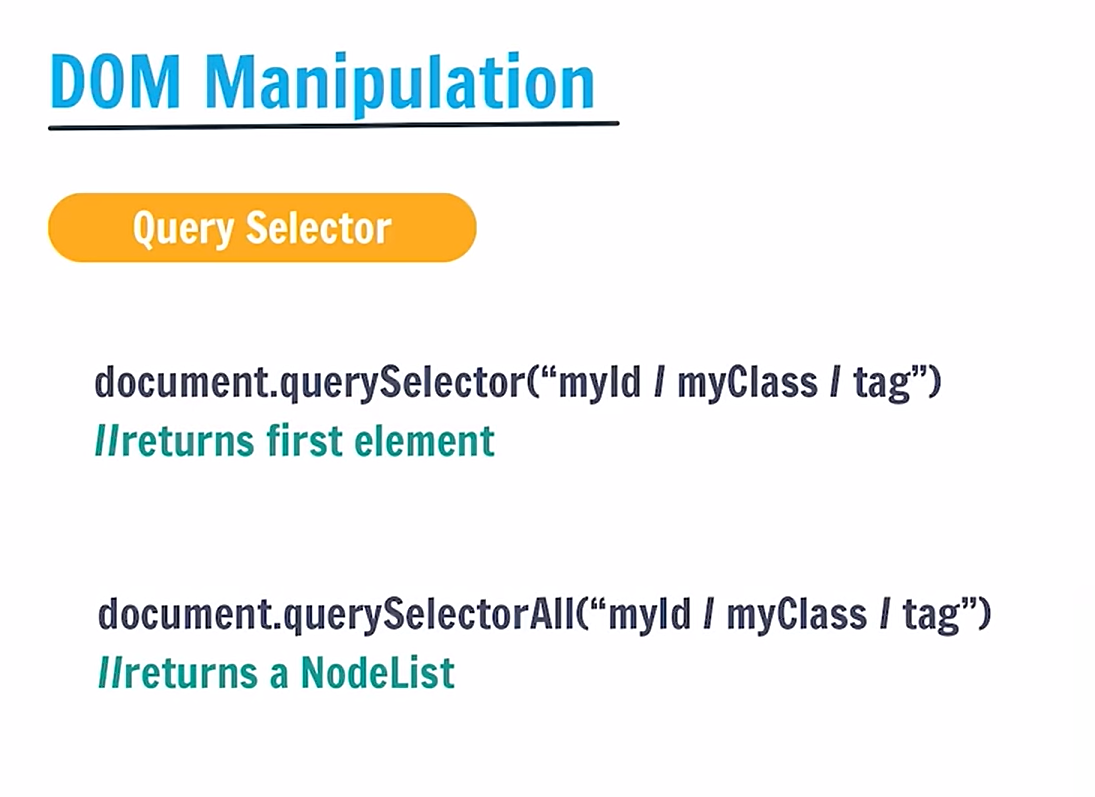 DOM Manipulation
Query Selector
document.querySelector(“myId / myClass / tag”)
//returns first element
document.querySelectorAll(“myId / myClass / tag”)
//returns a NodeList